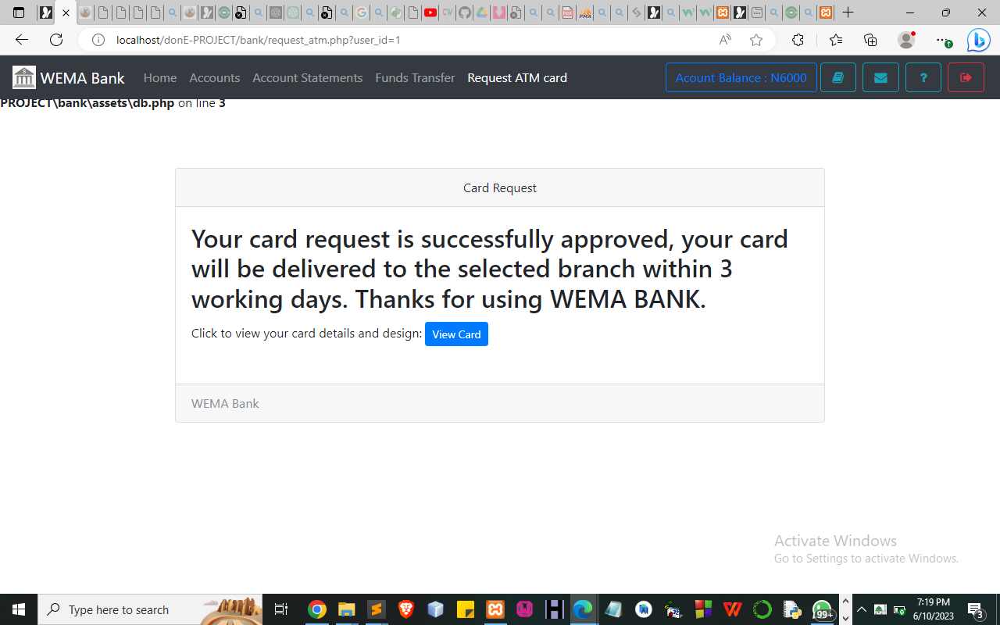 localhost/donE-PROJECT/bank/request_atm.php?user_id=1
WEMA Bank Home Accounts Account Statements Funds Transfer Request ATM card Acount Balance : N6000
PROJECT\bank\assets\db.php on line 3
Card Request
Your card request is successfully approved, your card
will be delivered to the selected branch within 3
working days. Thanks for using WEMA BANK.
Click to view your card details and design: View Card
WEMA Bank
Activate Windows
Go to Settings to activate Windows.
Type here to search
99+
7:19 PM
6/10/2023
3